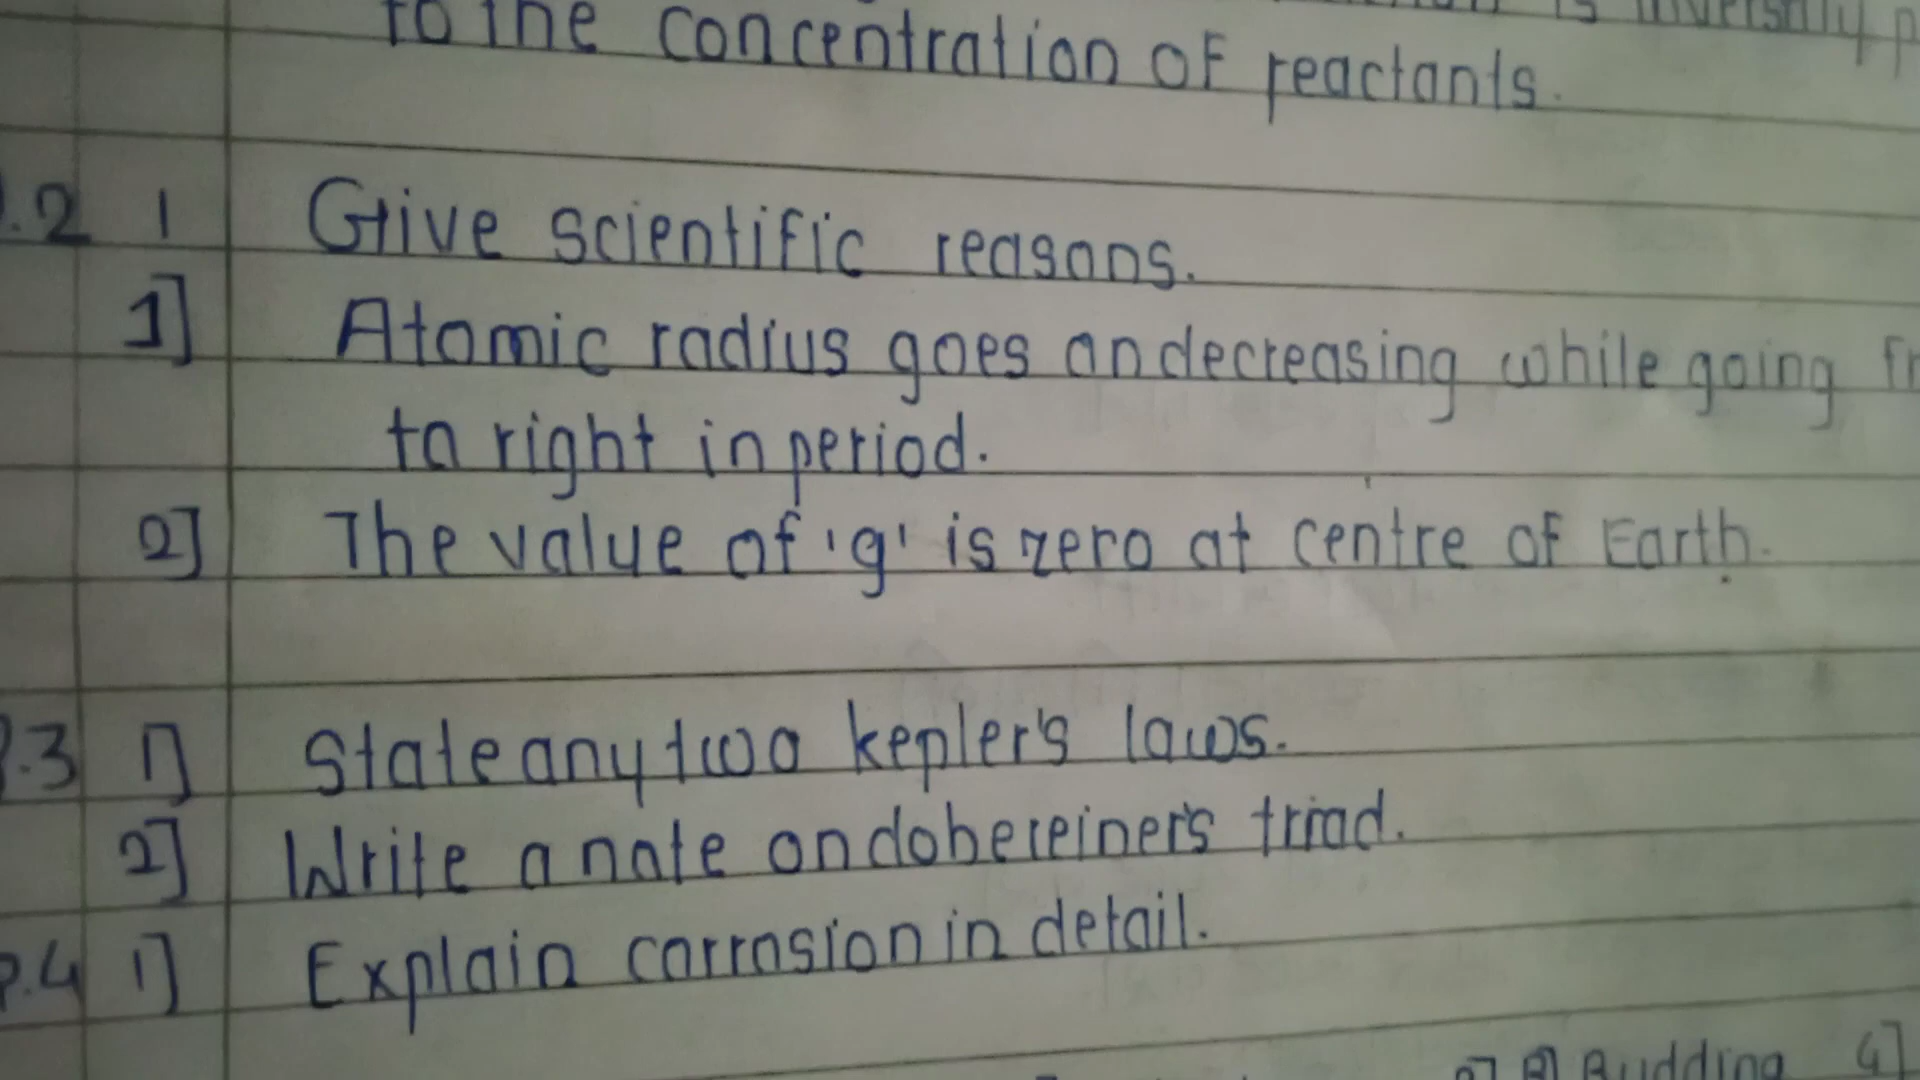 to the concentration of reactants.
.2 1 Give scientific reasons.
1] Atomic radius goes on decreasing while going
to right in period.
2] The value of 'g' is zero at centre of Earth.
.3 1] State any two kepler's laws.
2] Write a note on dobereiner's triad.
.4 1] Explain corrosion in detail.
Budding 4]